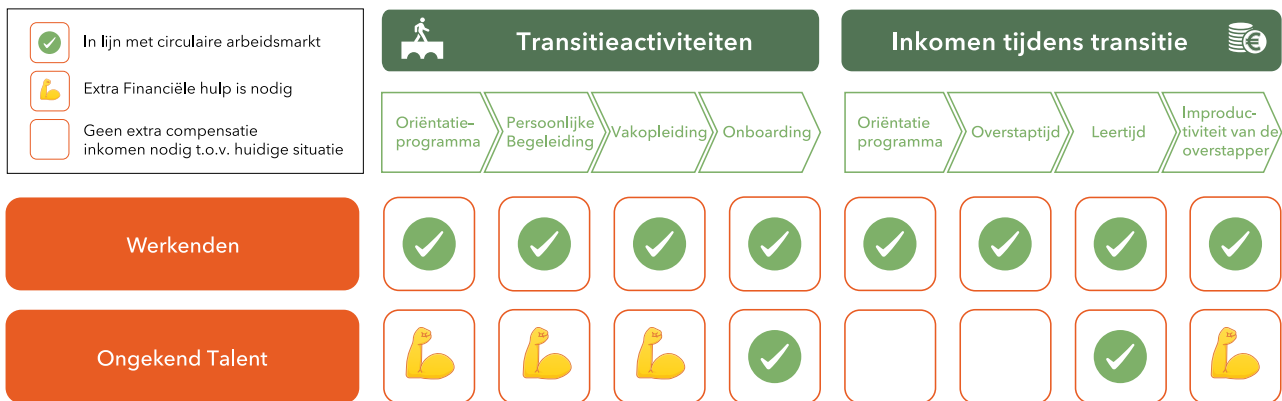 In lijn met circulaire arbeidsmarkt
Extra Financiële hulp is nodig
Geen extra compensatie
inkomen nodig t.o.v. huidige situatie
Transitieactiviteiten
Inkomen tijdens transitie
Oriëntatie-
programma
Persoonlijke
Begeleiding
Vakopleiding
Onboarding
Oriëntatie
programma
Overstaptijd
Leertijd
Improduc-
tiviteit van de
overstapper
Werkenden
Ongekend Talent